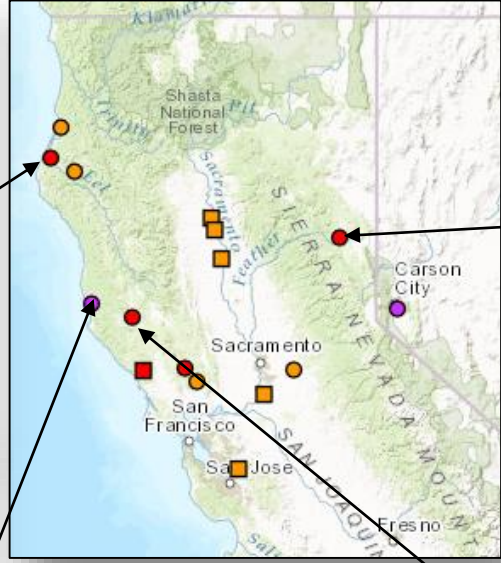 Klamath
Shasta
National
Forest
Pit
Trinity
Eel
Sacramento
Feather
SIERRA NEVADA MOUNT
Carson
City
Sacramento
San
Francisco
San Jose
SAN JOAQUIN
Fresno
Sal